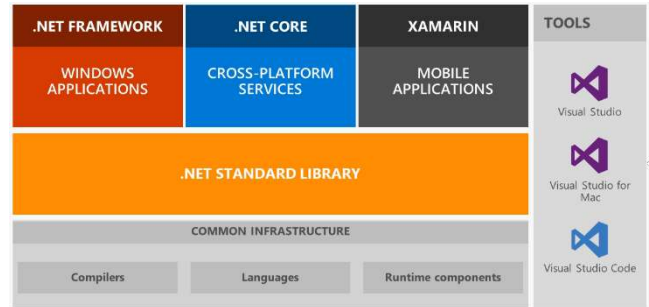 .NET FRAMEWORK
.NET CORE
XAMARIN
TOOLS
WINDOWS
APPLICATIONS
CROSS-PLATFORM
SERVICES
MOBILE
APPLICATIONS
Visual Studio
.NET STANDARD LIBRARY
Visual Studio for
Mac
COMMON INFRASTRUCTURE
Compilers
Languages
Runtime components
Visual Studio Code